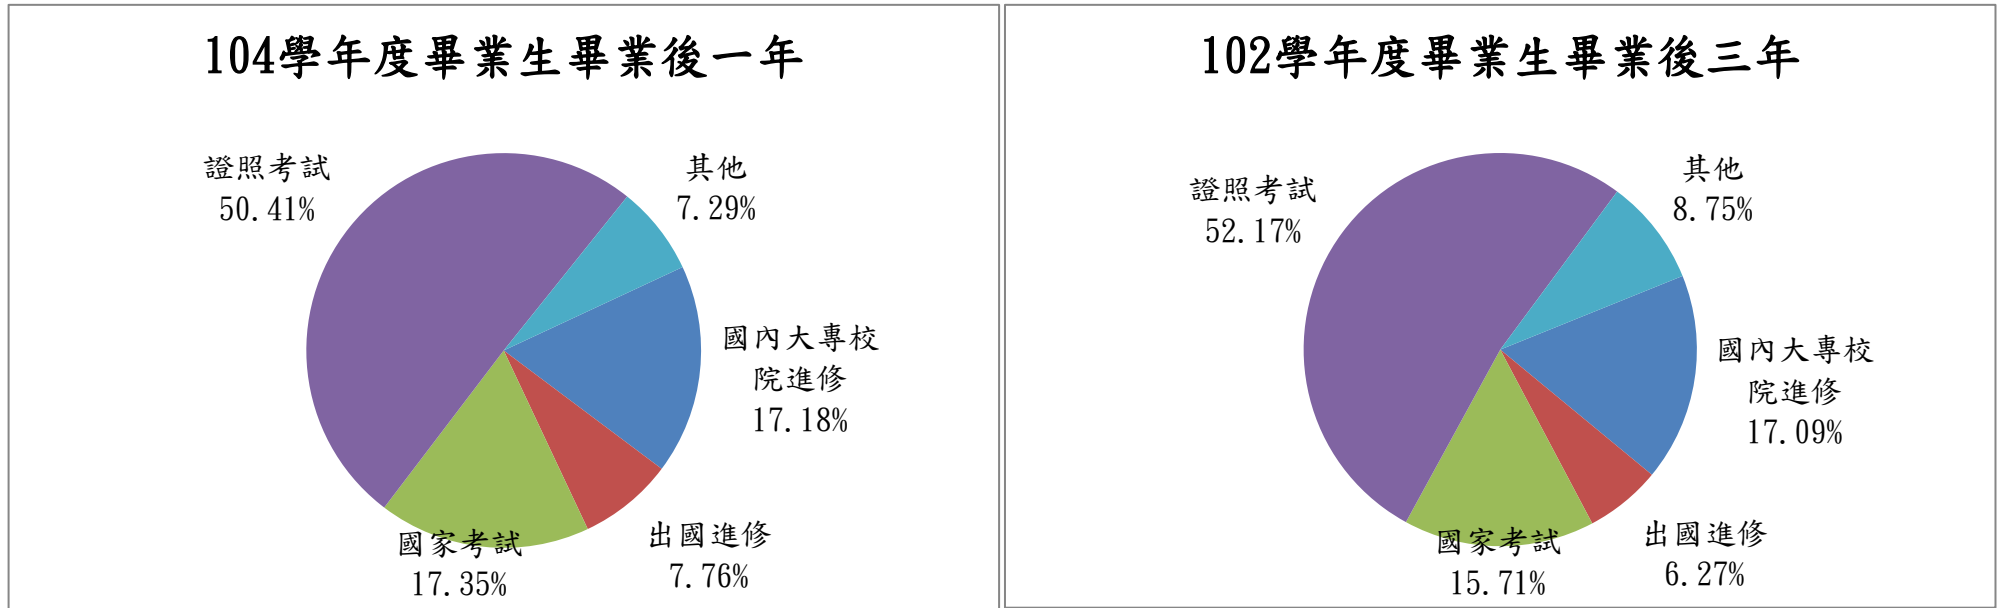 104學年度畢業生畢業後一年
證照考試
50.41%
其他
7.29%
國內大專校
院進修
17.18%
出國進修
7.76%
國家考試
17.35%
102學年度畢業生畢業後三年
證照考試
52.17%
其他
8.75%
國內大專校
院進修
17.09%
出國進修
6.27%
國家考試
15.71%